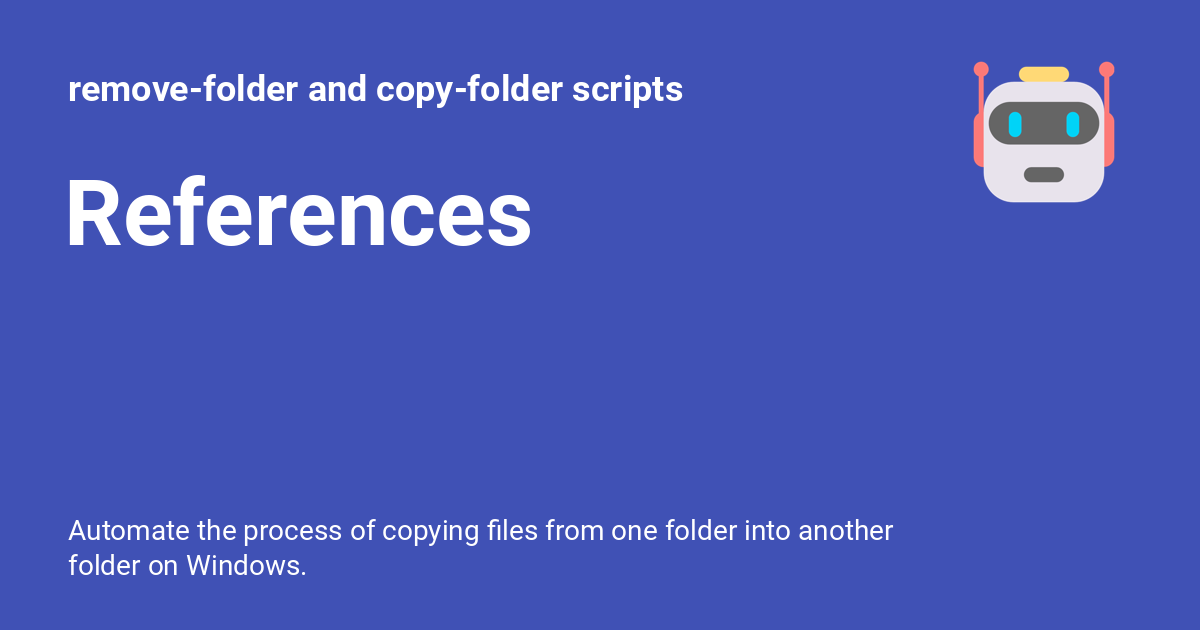 remove-folder and copy-folder scripts
References
Automate the process of copying files from one folder into another
folder on Windows.